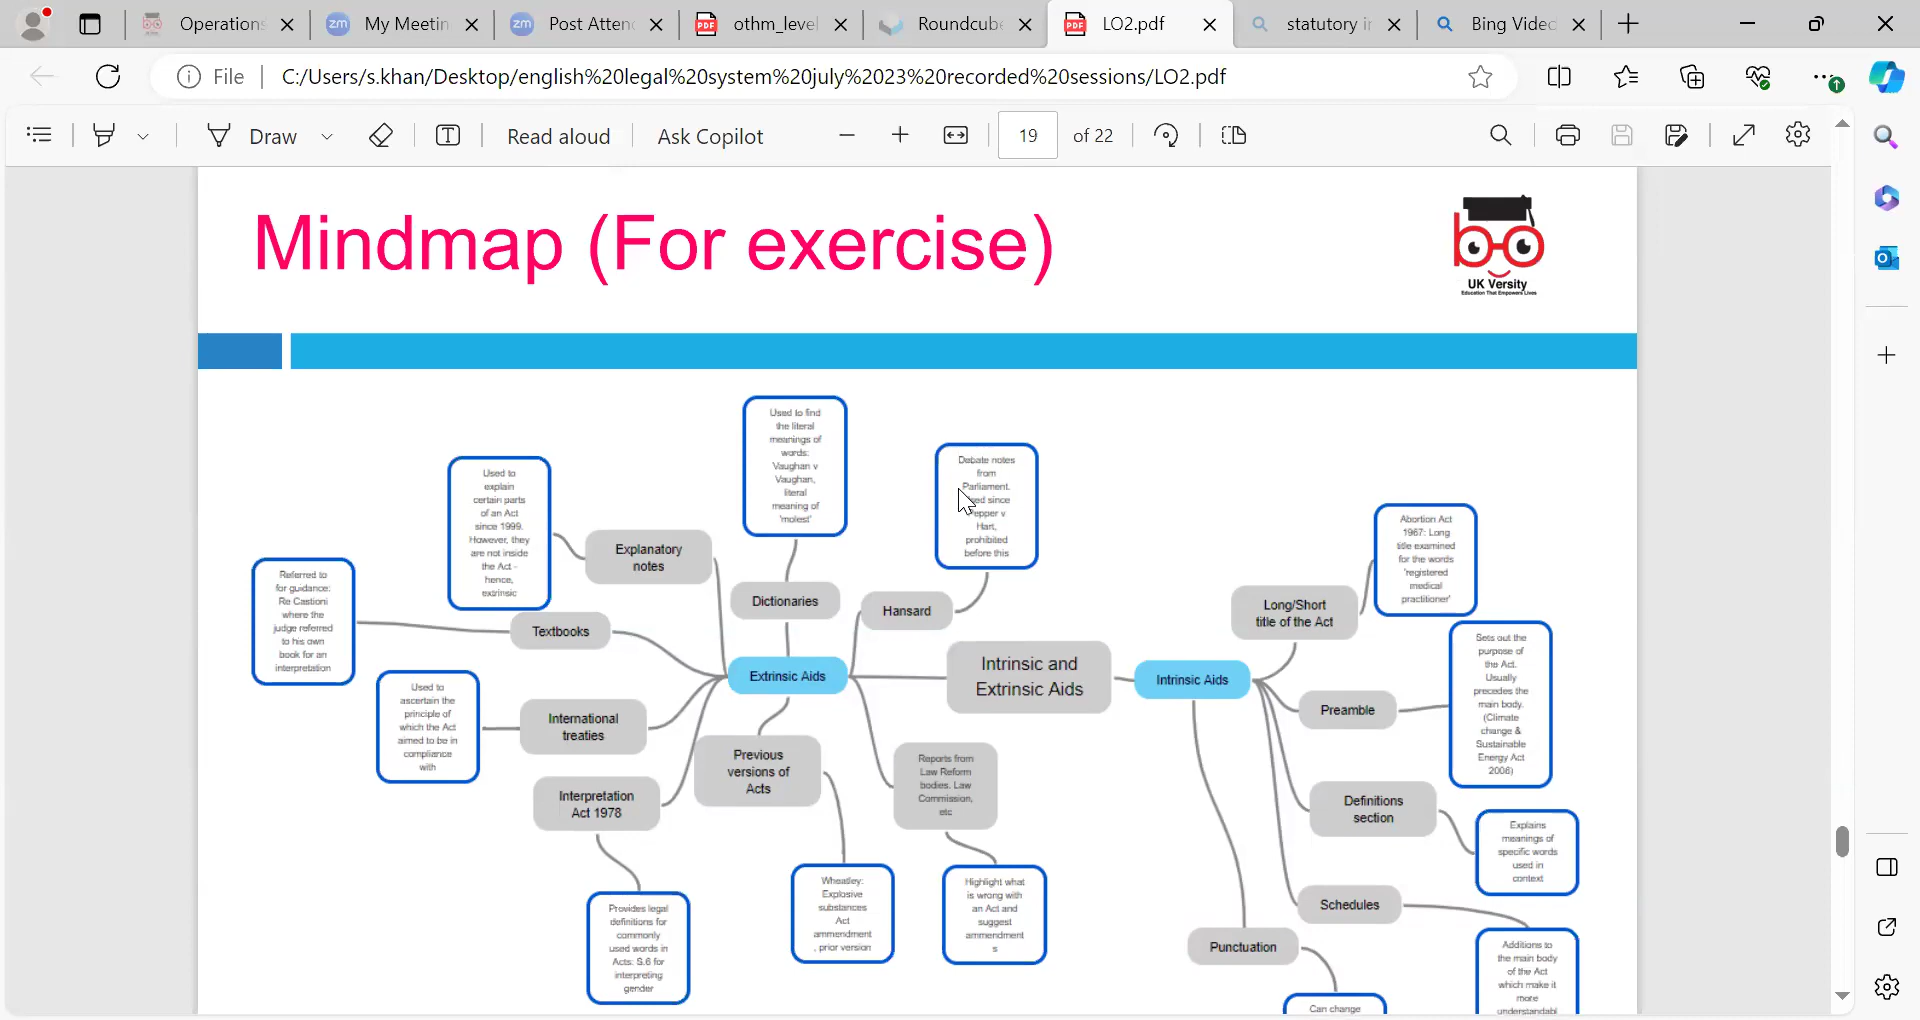 Operations
My Meetin
Post Atten
othm_level
Roundcube
LO2.pdf
statutory in
Bing Video
File
C:/Users/s.khan/Desktop/english%20legal%20system%20july%2023%20recorded%20sessions/LO2.pdf
Draw
Read aloud
Ask Copilot
19
of 22
Mindmap (For exercise)
UK Versity
Education That Empowers Lives
Used to find
the literal
meanings of
words:
Vaughan v
Vaughan,
literal
meaning of
'molest'
Debate notes
from
Parliament.
since
Pepper v
Hart,
prohibited
before this
Used to
explain
certain parts
of an Act
since 1999.
However, they
are not inside
the Act -
hence,
extrinsic
Explanatory
notes
Dictionaries
Hansard
Referred to
for guidance:
Re Castioni
where the
judge referred
to his own
book for an
interpretation
Textbooks
Extrinsic Aids
Intrinsic and
Extrinsic Aids
Intrinsic Aids
Long/Short
title of the Act
Abortion Act
1967: Long
title examined
for the words
'registered
medical
practitioner'
Used to
ascertain the
principle of
which the Act
aimed to be in
compliance
with
International
treaties
Preamble
Sets out the
purpose of
the Act.
Usually
precedes the
main body.
(Climate
change &
Sustainable
Energy Act
2006)
Interpretation
Act 1978
Previous
versions of
Acts
Reports from
Law Reform
bodies. Law
Commission,
etc
Definitions
section
Explains
meanings of
specific words
used in
context
Provides legal
definitions for
commonly
used words in
Acts: S.6 for
interpreting
gender
Wheatley:
Explosive
substances
Act
ammendment
, prior version
Highlight what
is wrong with
an Act and
suggest
ammendment
s
Schedules
Punctuation
Additions to
the main body
of the Act
which make it
more
understandabl
Can change